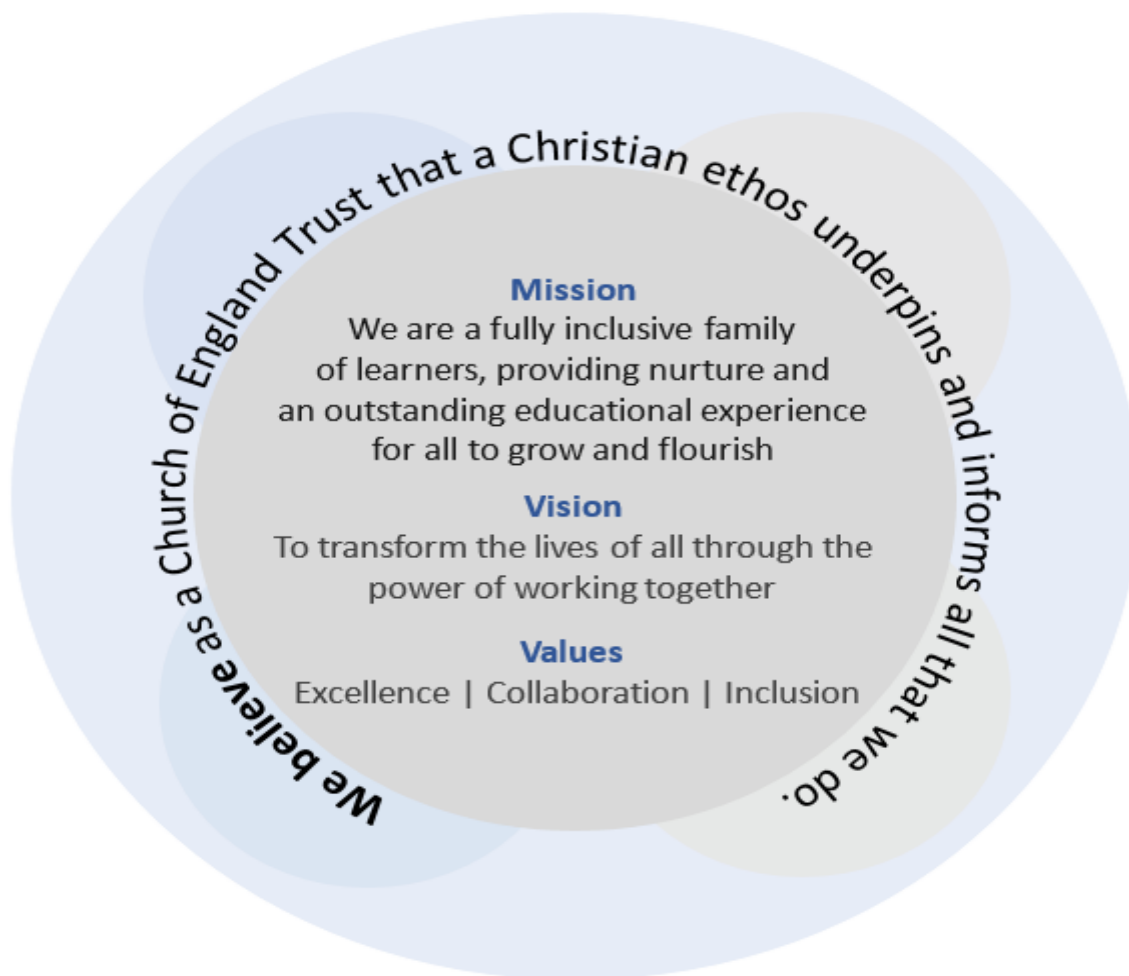 We believe as a Church of England Trust that a Christian ethos underpins and informs all that we do.
Mission
We are a fully inclusive family
of learners, providing nurture and
an outstanding educational experience
for all to grow and flourish
Vision
To transform the lives of all through the
power of working together
Values
Excellence | Collaboration | Inclusion